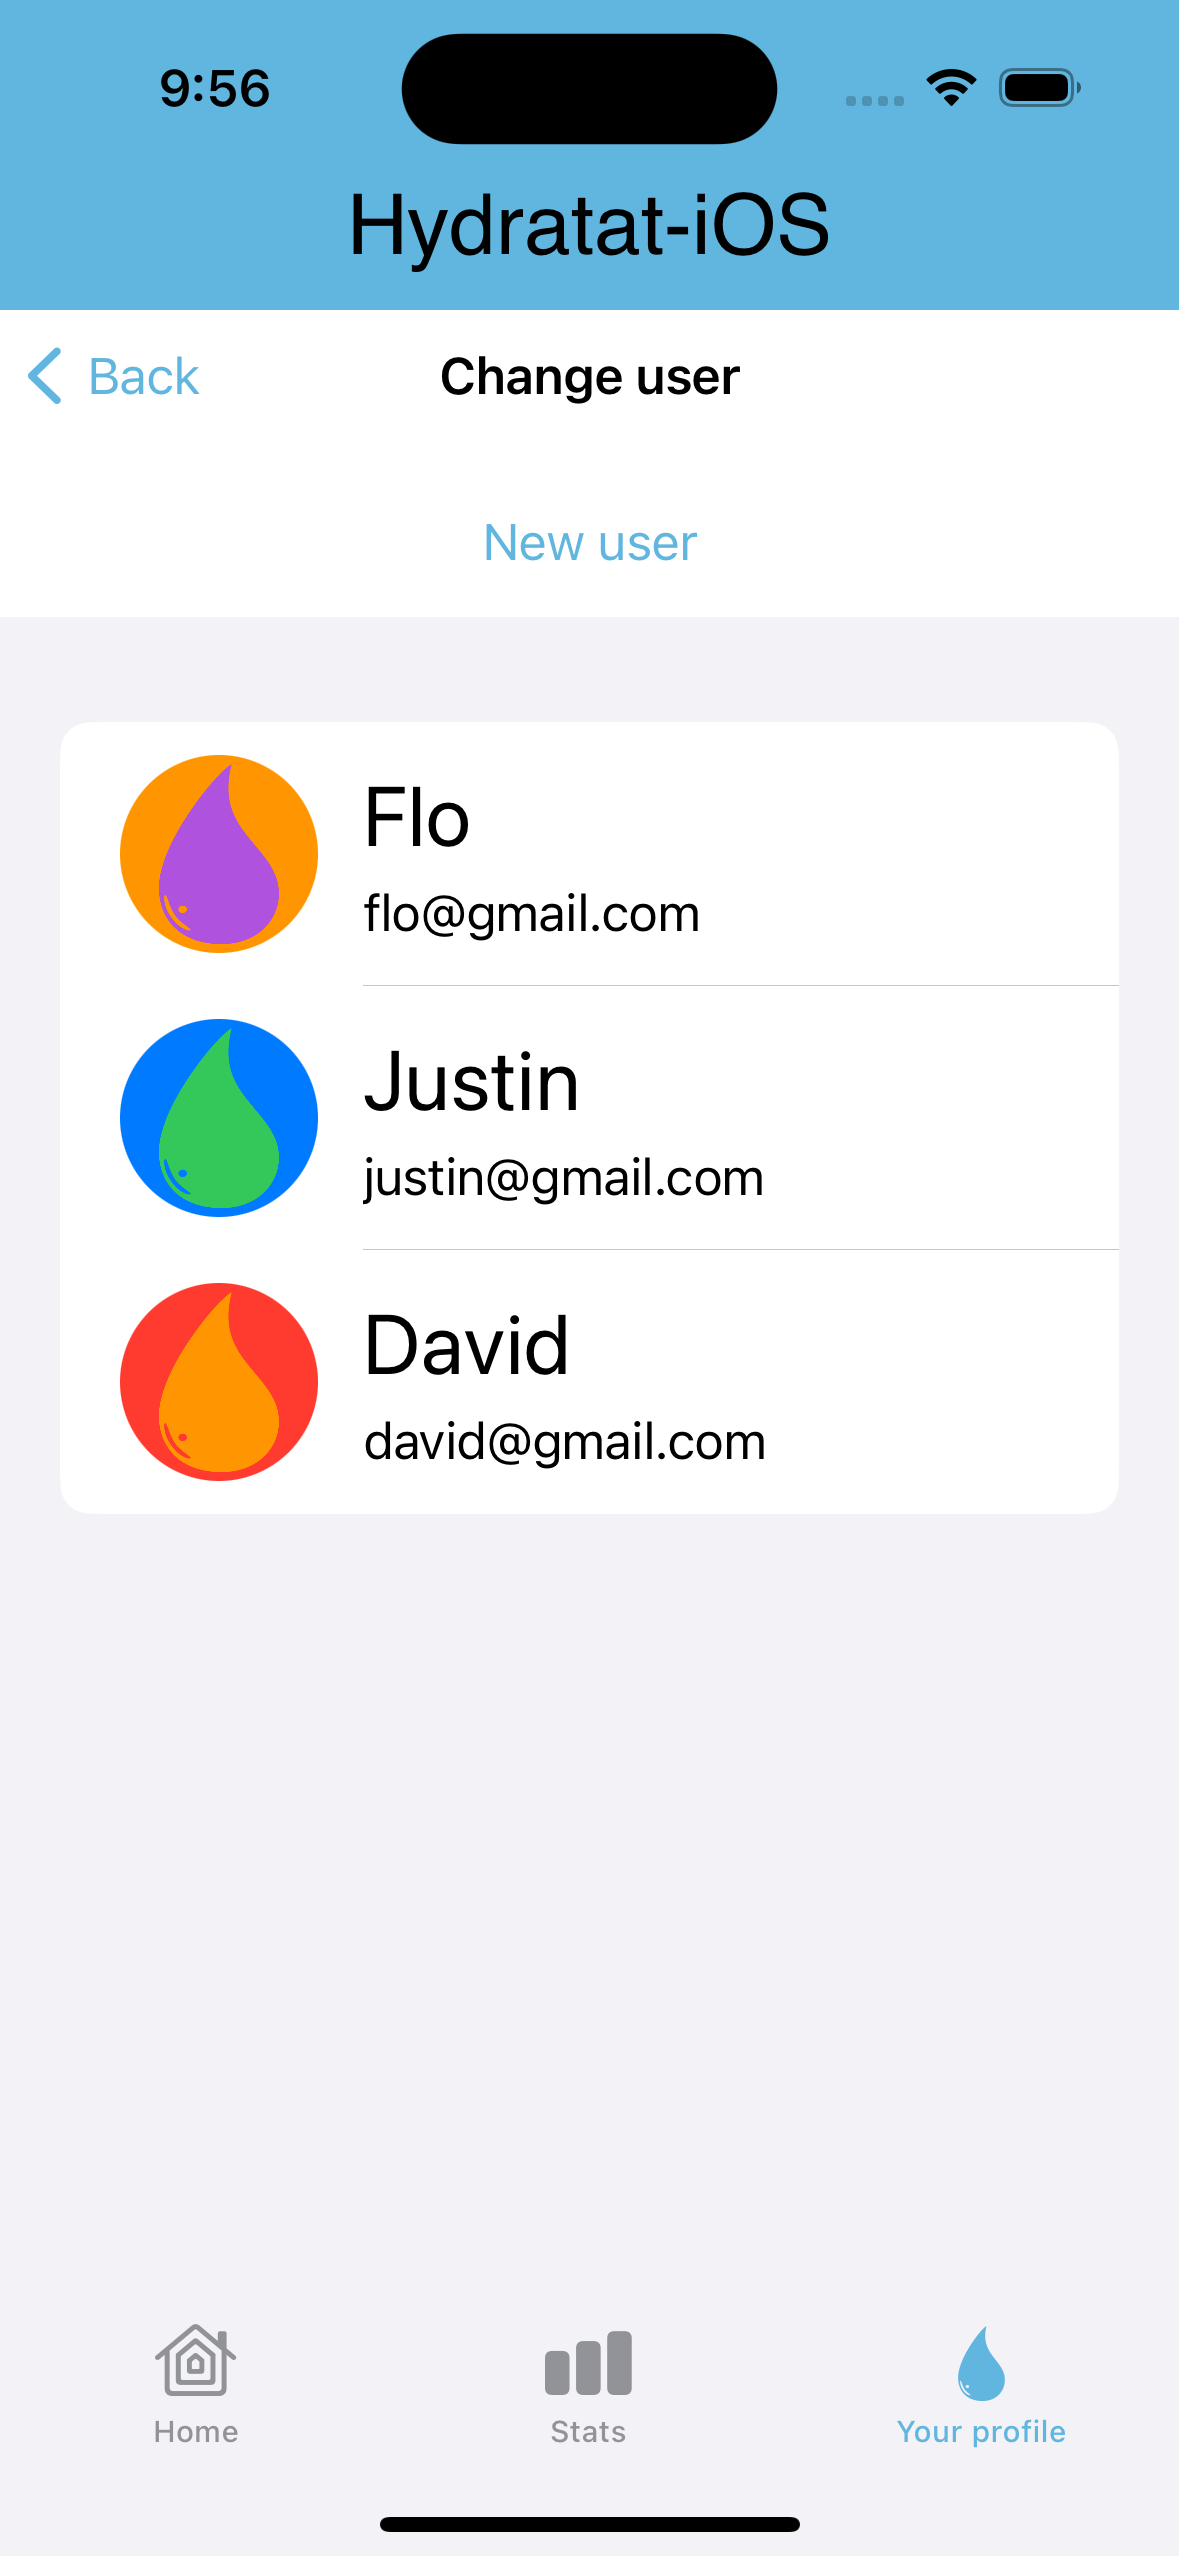 9:56
Hydratat-iOS
Back
Change user
New user
Flo
flo@gmail.com
Justin
justin@gmail.com
David
david@gmail.com
Home
Stats
Your profile